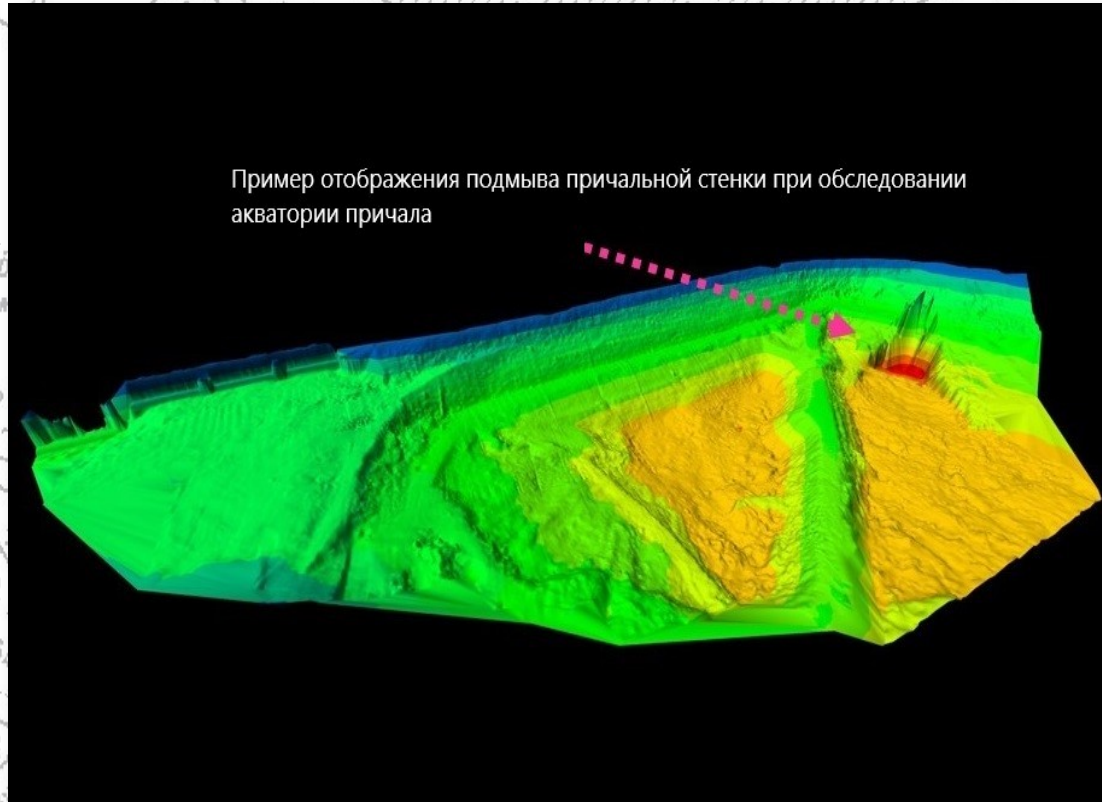 Пример отображения подмыва причальной стенки при обследовании
акватории причала